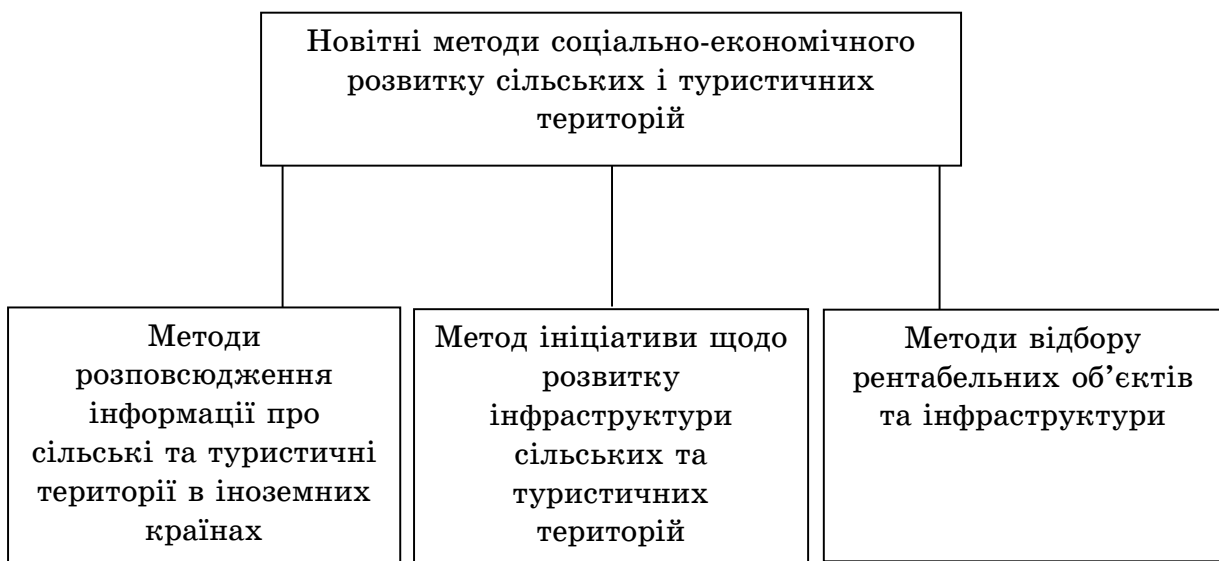 Новітні методи соціально-економічного
розвитку сільських і туристичних
територій
Методи
розповсюдження
інформації про
сільські та туристичні
території в іноземних
країнах
Метод ініціативи щодо
розвитку
інфраструктури
сільських та
туристичних
територій
Методи відбору
рентабельних об’єктів
та інфраструктури